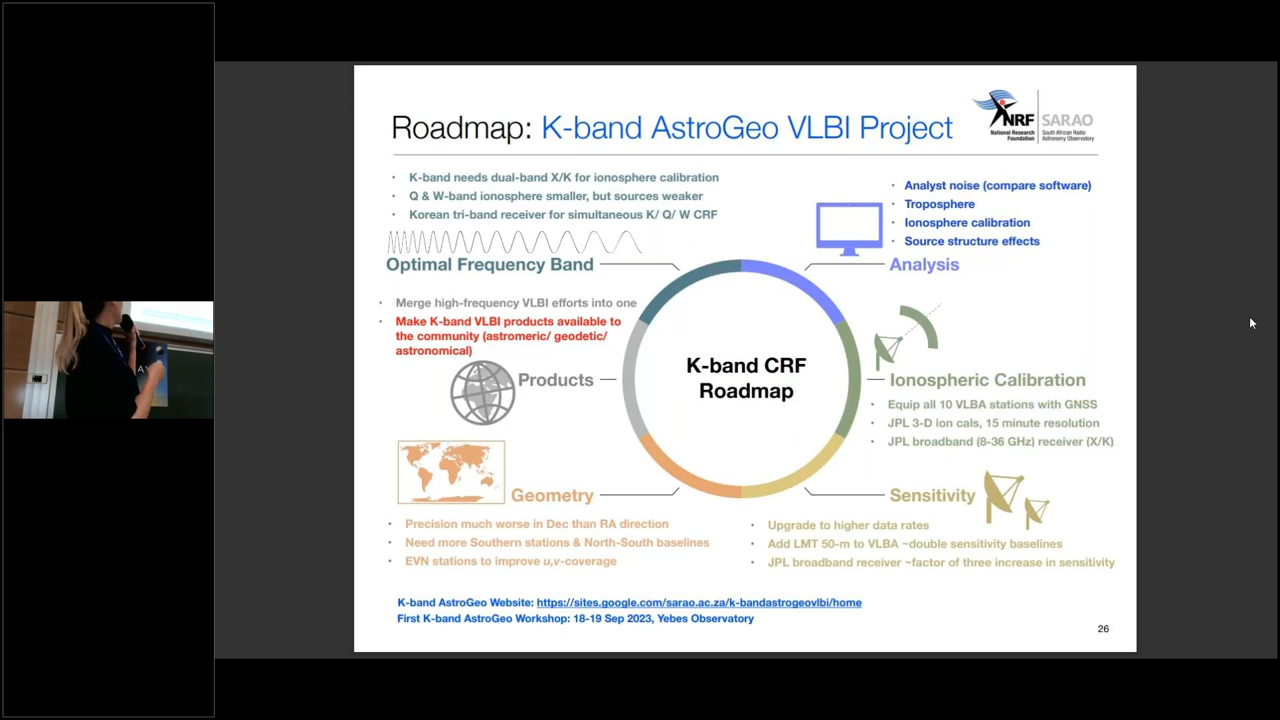 Roadmap: K-band AstroGeo VLBI Project
NRF
National Research
Foundation
SARAO
South African Radio
Astronomy Observatory
• K-band needs dual-band X/K for ionosphere calibration
• Q & W-band ionosphere smaller, but sources weaker
• Korean tri-band receiver for simultaneous K/ Q/ W CRF
Optimal Frequency Band
• Analyst noise (compare software)
• Troposphere
• Ionosphere calibration
• Source structure effects
Analysis
• Merge high-frequency VLBI efforts into one
• Make K-band VLBI products available to
the community (astromeric/ geodetic/
astronomical)
Products
K-band CRF
Roadmap
Ionospheric Calibration
• Equip all 10 VLBA stations with GNSS
• JPL 3-D ion cals, 15 minute resolution
• JPL broadband (8-36 GHz) receiver (X/K)
Geometry
• Precision much worse in Dec than RA direction
• Need more Southern stations & North-South baselines
• EVN stations to improve u,v-coverage
Sensitivity
• Upgrade to higher data rates
• Add LMT 50-m to VLBA ~double sensitivity baselines
• JPL broadband receiver ~factor of three increase in sensitivity
K-band AstroGeo Website: https://sites.google.com/sarao.ac.za/k-bandastrogeovlbi/home
First K-band AstroGeo Workshop: 18-19 Sep 2023, Yebes Observatory
26